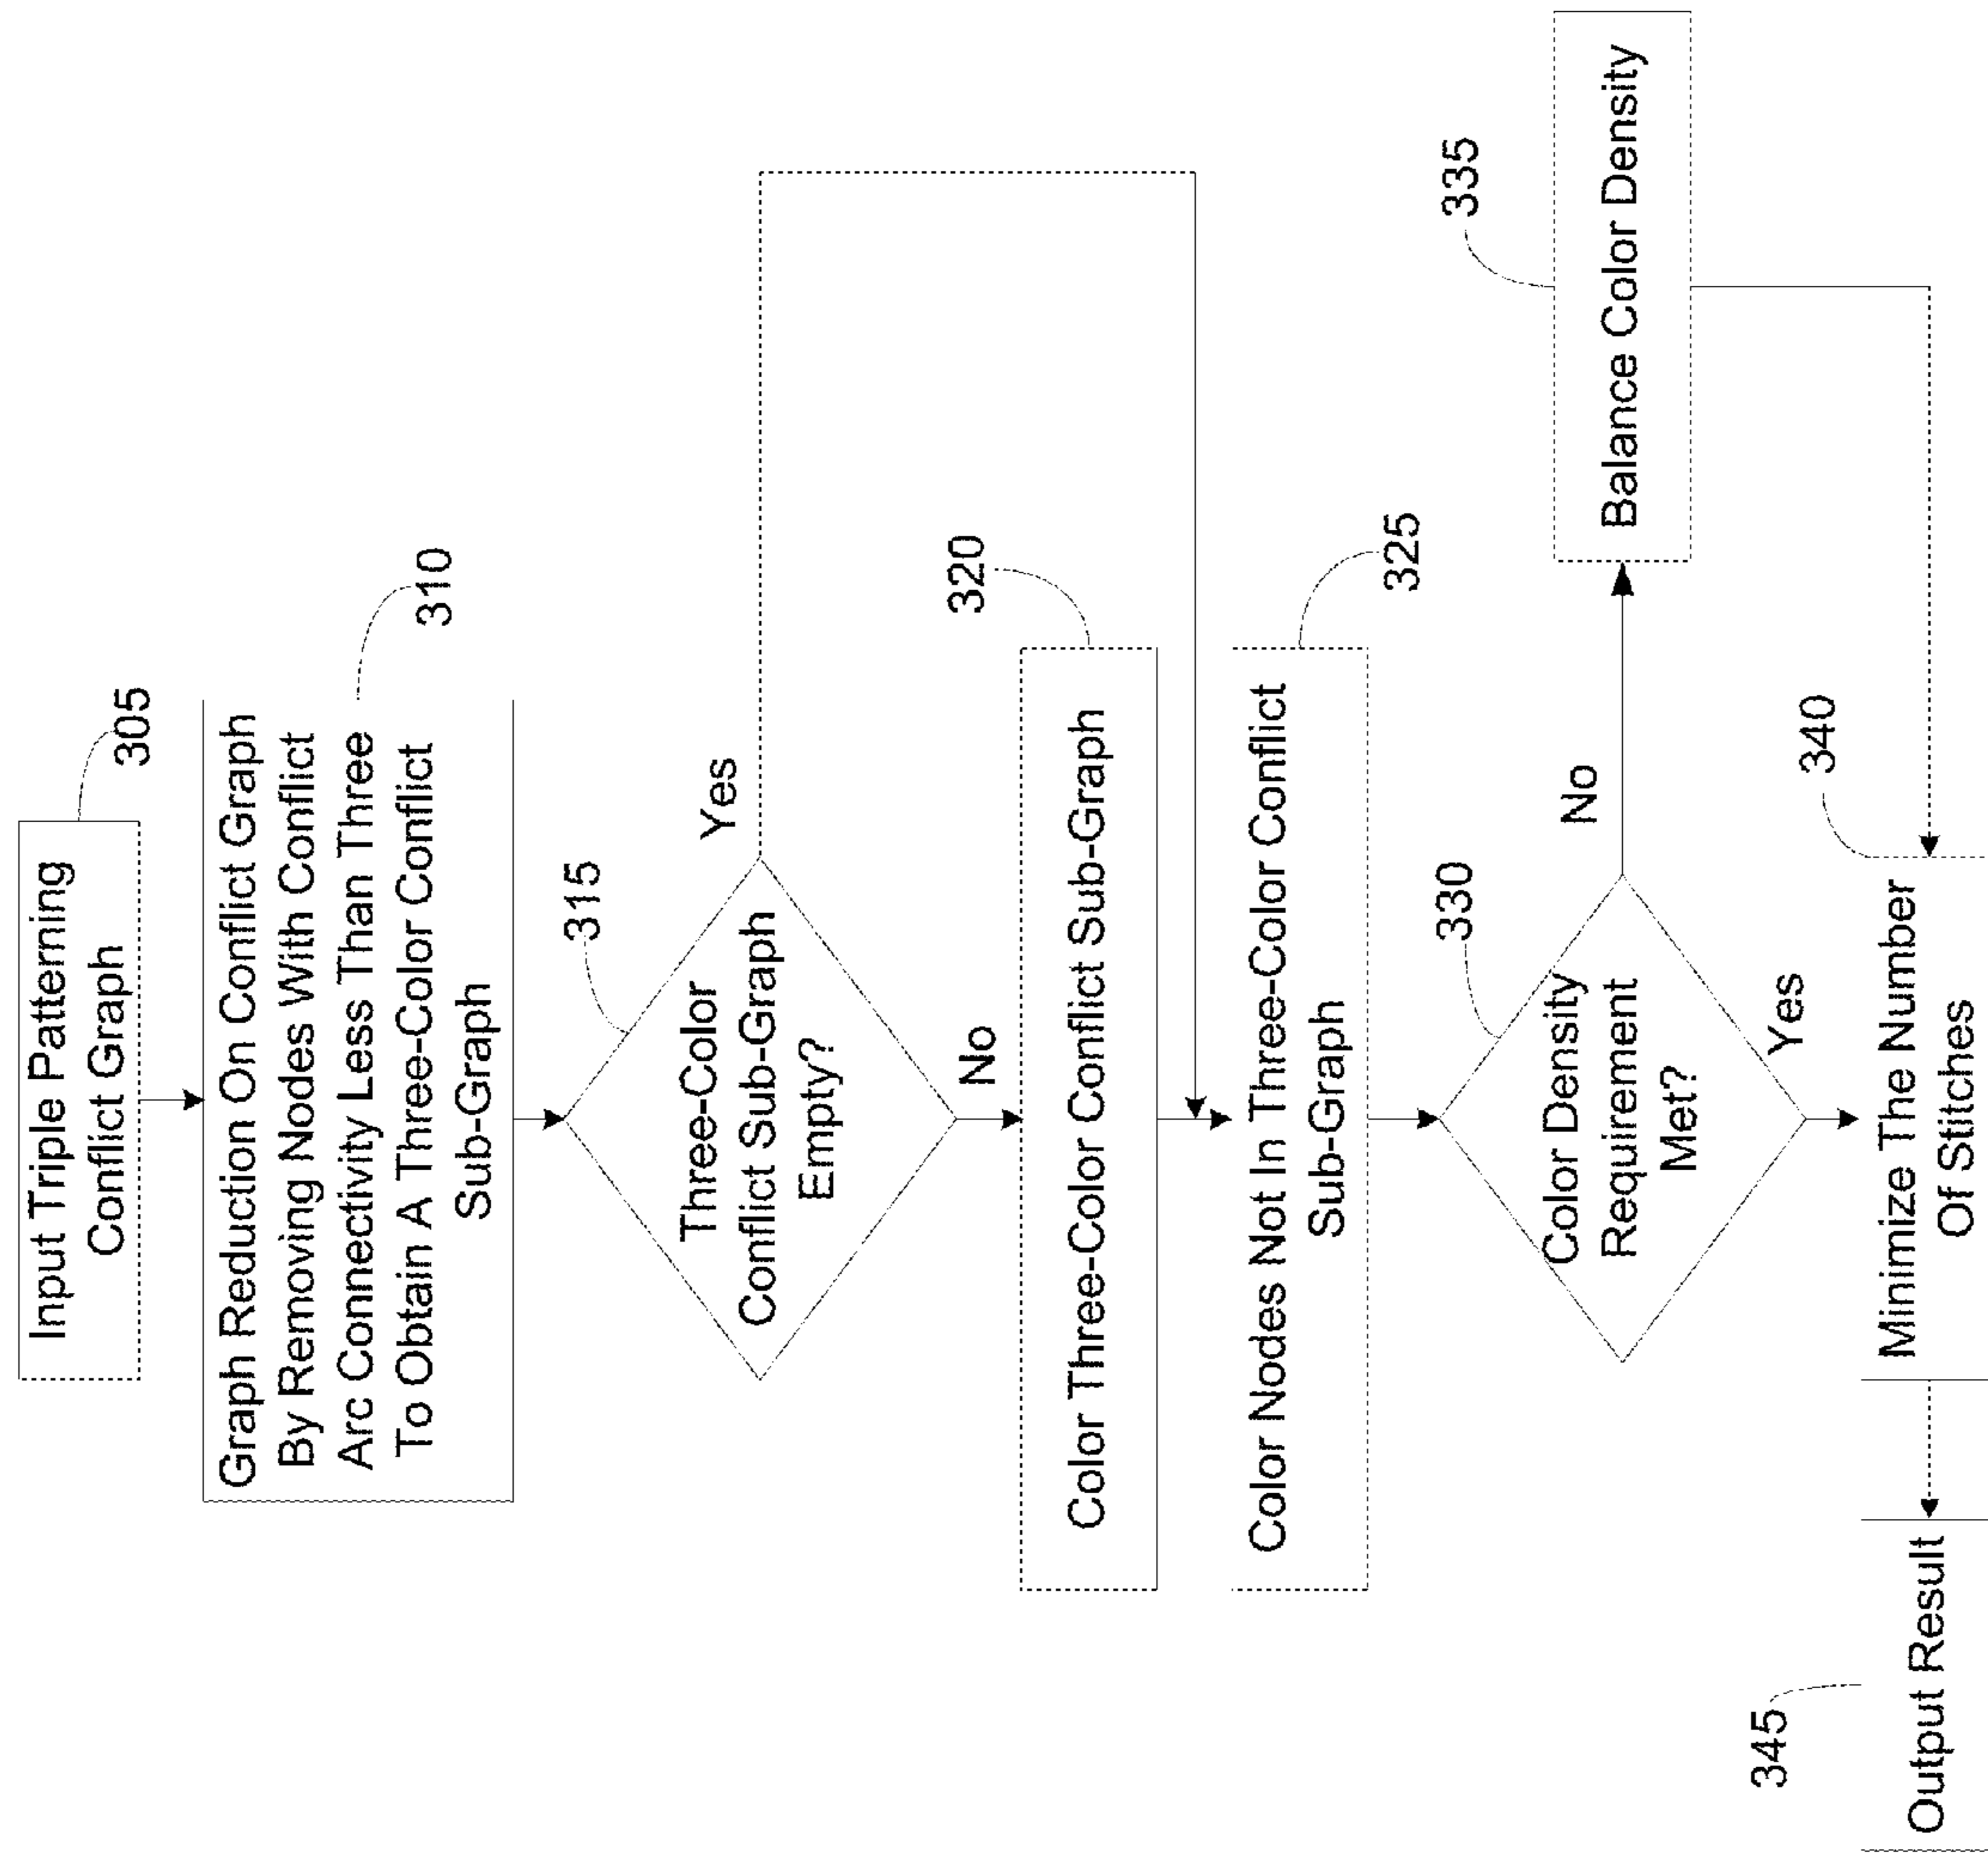 Input Triple Patterning
Conflict Graph
305
Graph Reduction On Conflict Graph
By Removing Nodes With Conflict
Arc Connectivity Less Than Three
To Obtain A Three-Color Conflict
Sub-Graph
310
315
Three-Color
Conflict Sub-Graph
Empty?
Yes
No
320
Color Three-Color Conflict Sub-Graph
325
Color Nodes Not In Three-Color Conflict
Sub-Graph
330
Color Density
Requirement
Met?
No
Yes
335
Balance Color Density
340
Minimize The Number
Of Stitches
345
Output Result